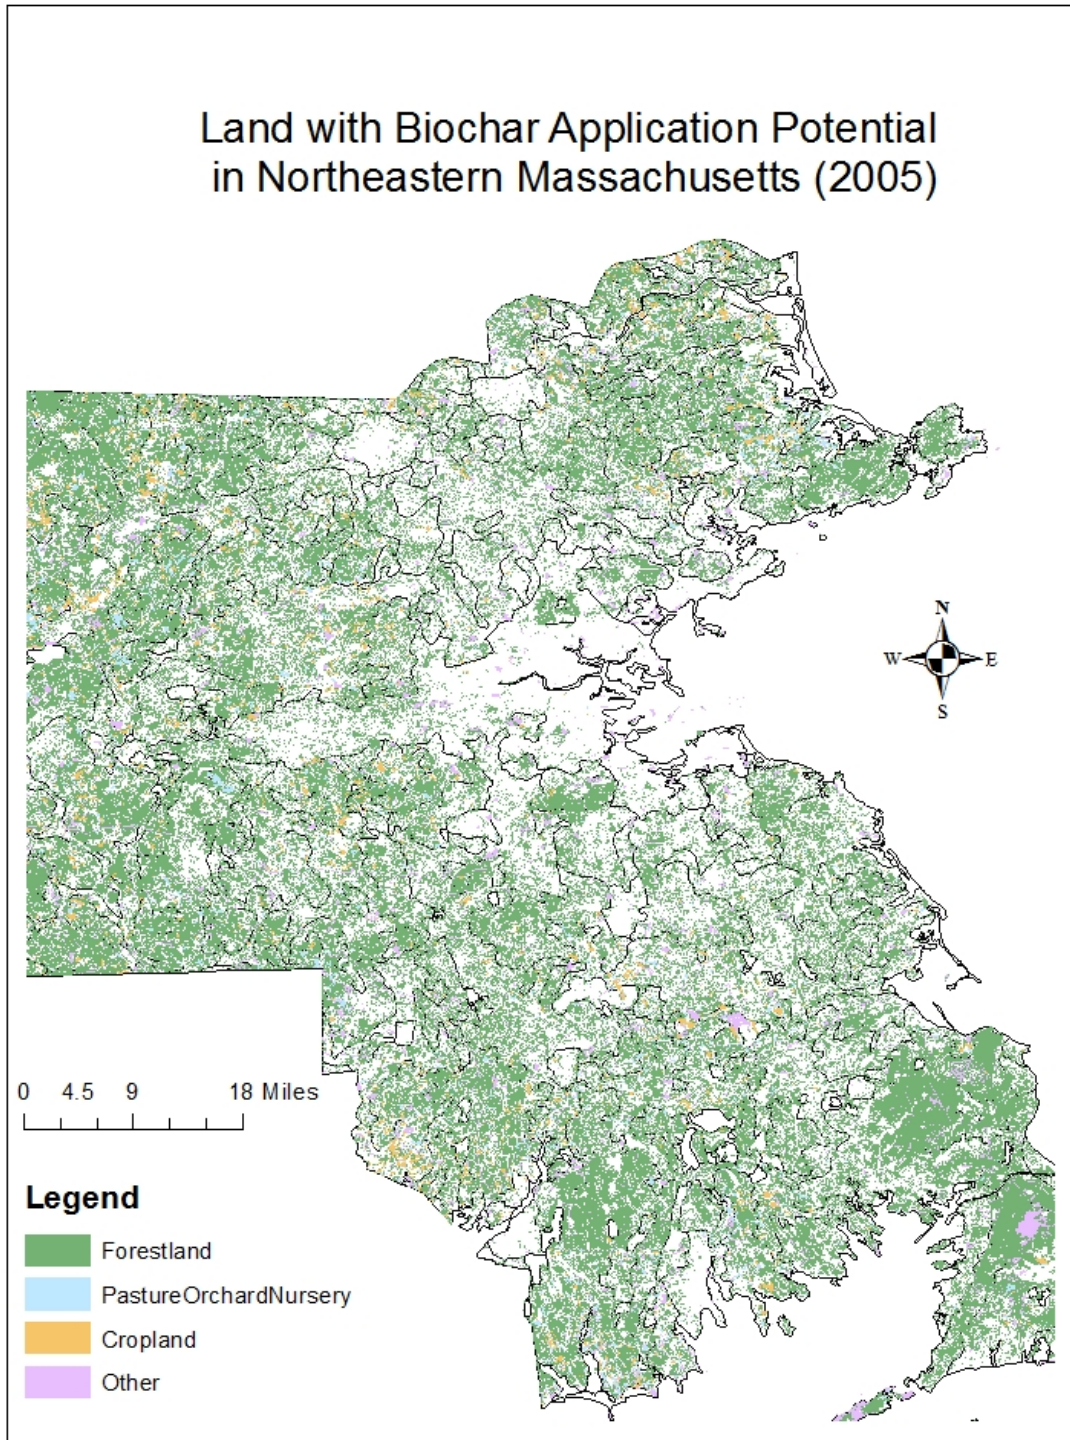 Land with Biochar Application Potential
in Northeastern Massachusetts (2005)
N
W E
S
0 4.5 9 18 Miles
Legend
Forestland
PastureOrchardNursery
Cropland
Other